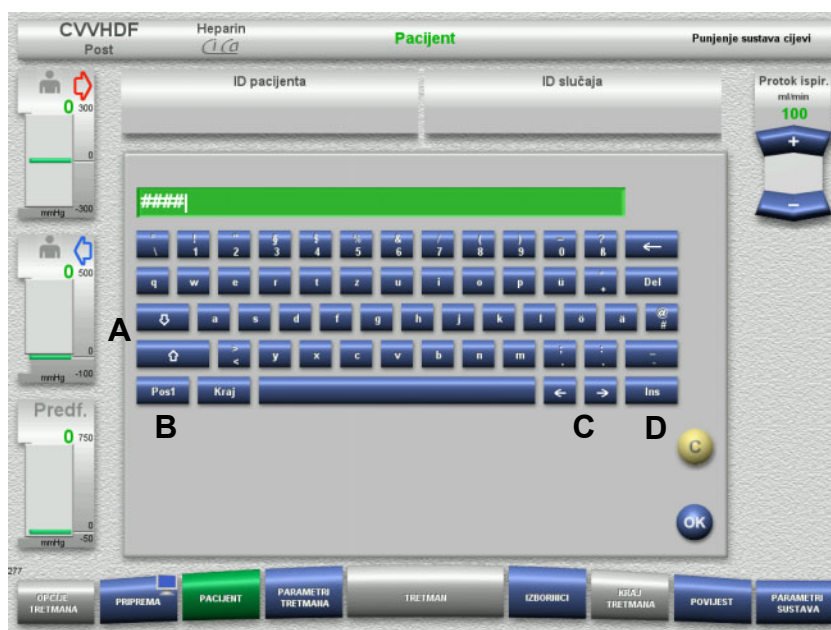 CVVHDF
Post
Heparin
Ci Ca
Pacijent
Punjenje sustava cijevi
ID pacijenta
ID slučaja
Protok ispir.
ml/min
100
+
−
0 300
0
mmHg -300
0 500
0
mmHg -100
Predf.
0 750
0
mmHg -50
####
! " § $ % & / ( ) = ?
\ 1 2 3 4 5 6 7 8 9 0 ß ←
q w e r t z u i o p ü Del
A
a s d f g h j k l ö ä @ #
> < y x c v b n m ; , : . _ -
Pos1 Kraj ← → Ins
B C D
C
OK
277
OPCIJE TRETMANA
PRIPREMA
PACIJENT
PARAMETRI TRETMANA
TRETMAN
IZBORNICI
KRAJ TRETMANA
POVIJEST
PARAMETRI SUSTAVA